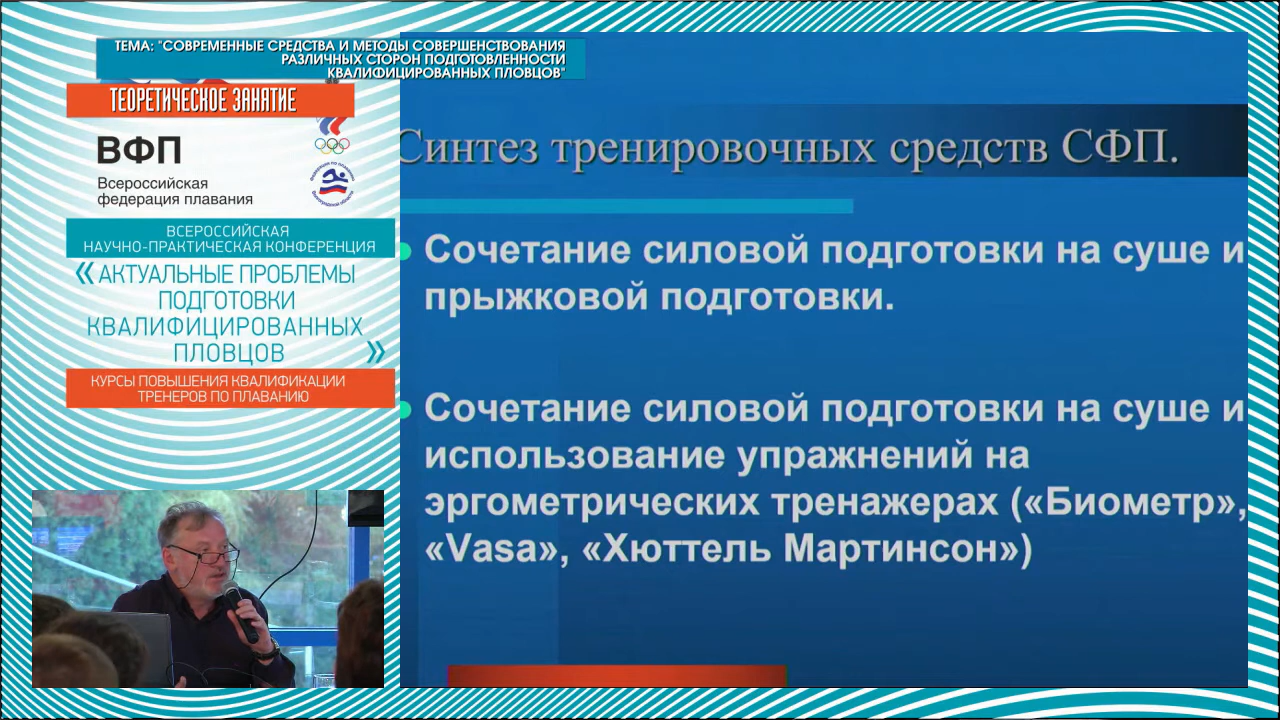 ТЕМА: "СОВРЕМЕННЫЕ СРЕДСТВА И МЕТОДЫ СОВЕРШЕНСТВОВАНИЯ
РАЗЛИЧНЫХ СТОРОН ПОДГОТОВЛЕННОСТИ
КВАЛИФИЦИРОВАННЫХ ПЛОВЦОВ"
ТЕОРЕТИЧЕСКОЕ ЗАНЯТИЕ
ВФП
Всероссийская
федерация плавания
ВСЕРОССИЙСКАЯ
НАУЧНО-ПРАКТИЧЕСКАЯ КОНФЕРЕНЦИЯ
«АКТУАЛЬНЫЕ ПРОБЛЕМЫ
ПОДГОТОВКИ
КВАЛИФИЦИРОВАННЫХ
ПЛОВЦОВ»
КУРСЫ ПОВЫШЕНИЯ КВАЛИФИКАЦИИ
ТРЕНЕРОВ ПО ПЛАВАНИЮ
Синтез тренировочных средств СФП.
Сочетание силовой подготовки на суше и
прыжковой подготовки.
Сочетание силовой подготовки на суше и
использование упражнений на
эргометрических тренажерах («Биометр»,
«Vasa», «Хюттель Мартинсон»)